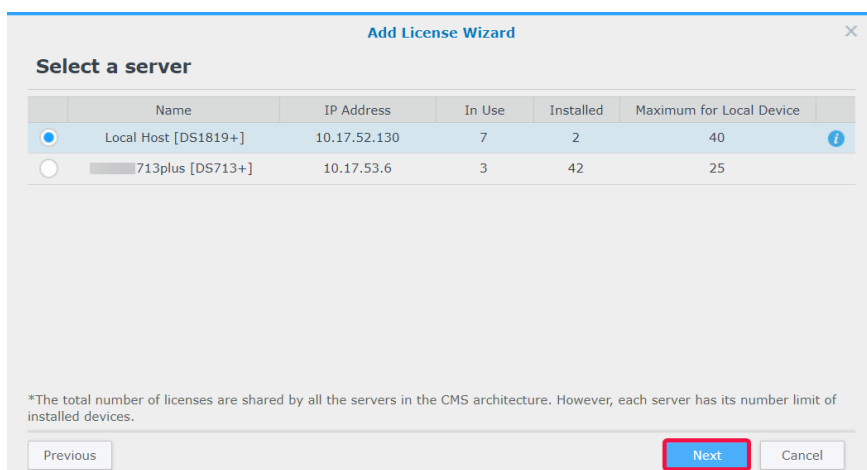 Add License Wizard
Select a server
Name IP Address In Use Installed Maximum for Local Device
Local Host [DS1819+] 10.17.52.130 7 2 40
713plus [DS713+] 10.17.53.6 3 42 25
*The total number of licenses are shared by all the servers in the CMS architecture. However, each server has its number limit of
installed devices.
Previous Next Cancel